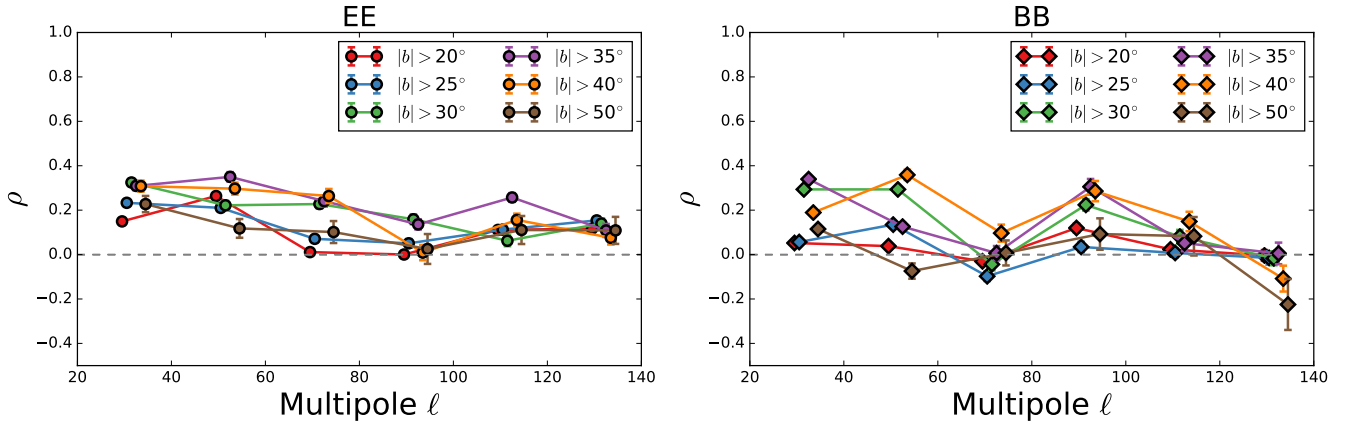 EE
1.0
0.8
0.6
0.4
0.2
0.0
−0.2
−0.4
ρ
|b| > 20°
|b| > 25°
|b| > 30°
|b| > 35°
|b| > 40°
|b| > 50°
20 40 60 80 100 120 140
Multipole ℓ
BB
1.0
0.8
0.6
0.4
0.2
0.0
−0.2
−0.4
ρ
|b| > 20°
|b| > 25°
|b| > 30°
|b| > 35°
|b| > 40°
|b| > 50°
20 40 60 80 100 120 140
Multipole ℓ